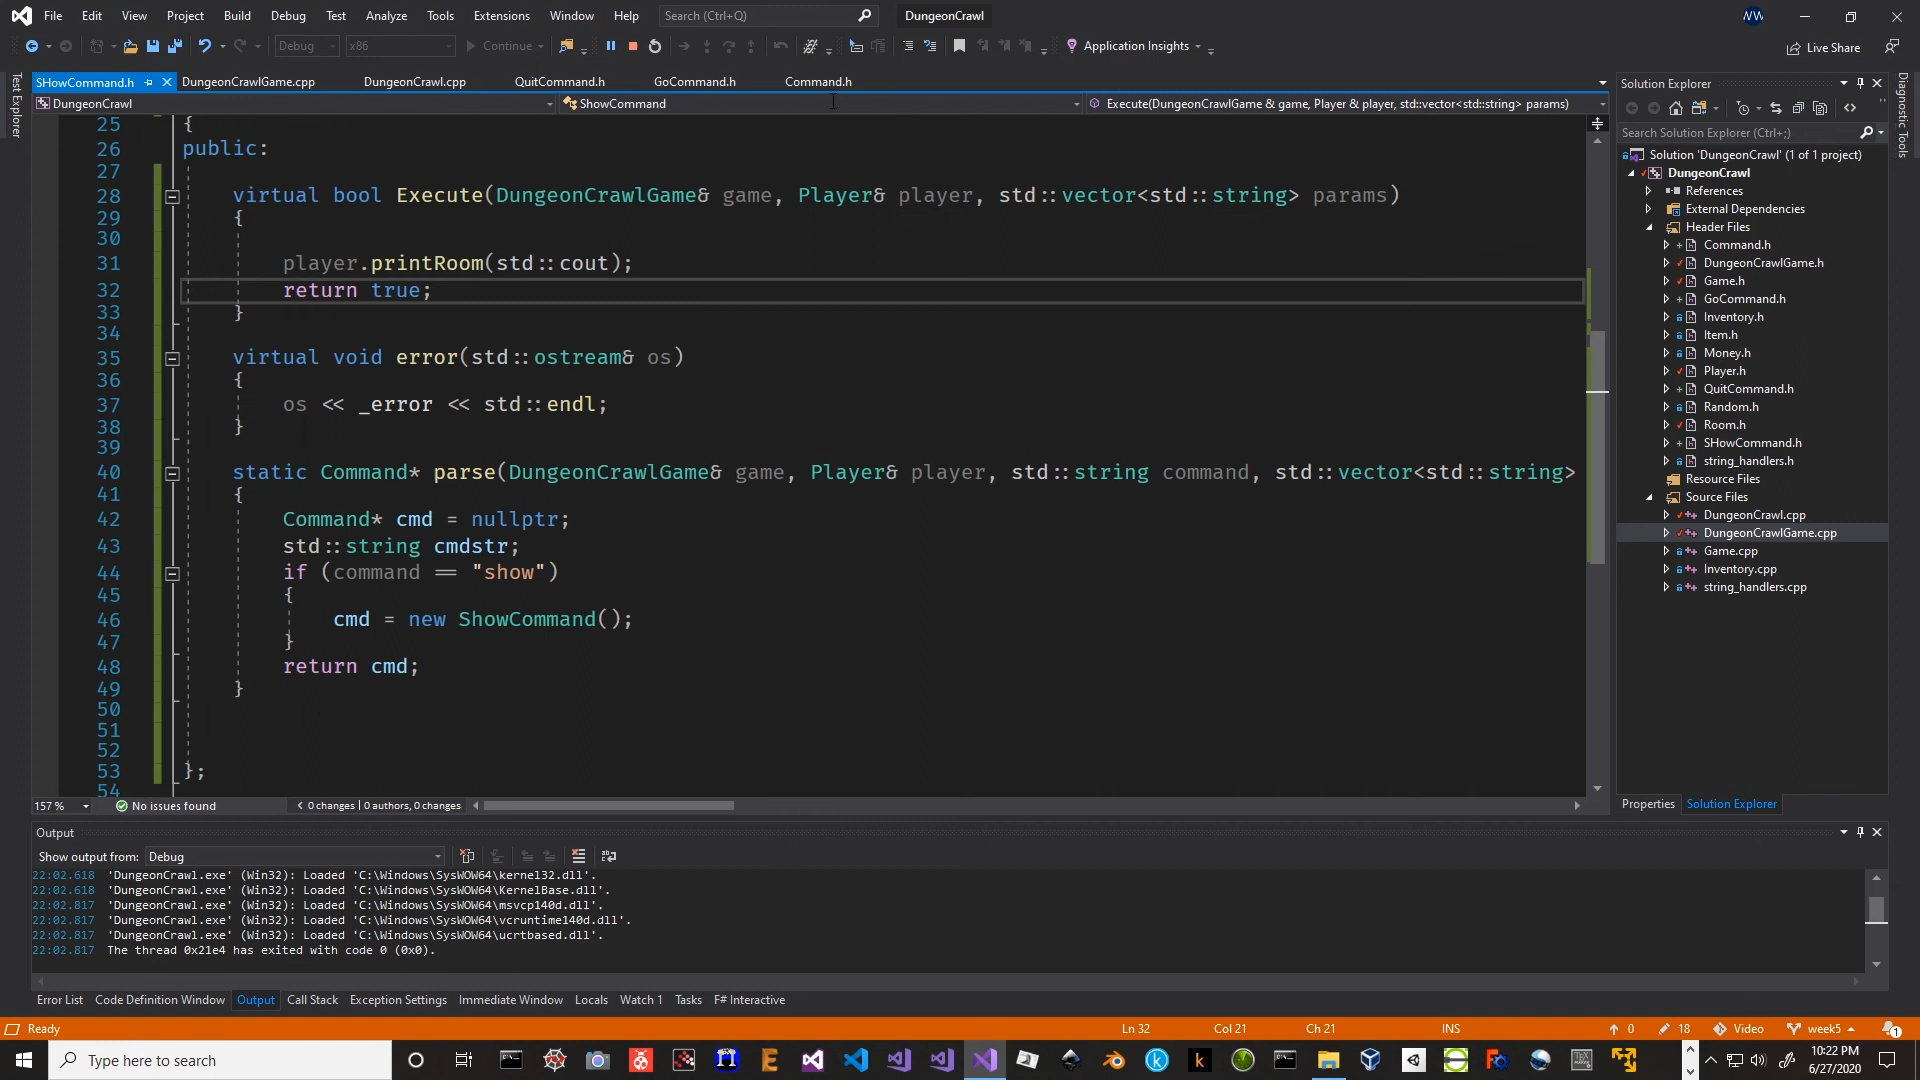 File Edit View Project Build Debug Test Analyze Tools Extensions Window Help Search (Ctrl+Q) DungeonCrawl
Debug x86 Continue Application Insights Live Share
SHowCommand.h DungeonCrawlGame.cpp DungeonCrawl.cpp QuitCommand.h GoCommand.h Command.h
DungeonCrawl ShowCommand Execute(DungeonCrawlGame & game, Player & player, std::vector<std::string> params)
25 {
26 public:
27
28 virtual bool Execute(DungeonCrawlGame& game, Player& player, std::vector<std::string> params)
29 {
30
31 player.printRoom(std::cout);
32 return true;
33 }
34
35 virtual void error(std::ostream& os)
36 {
37 os << _error << std::endl;
38 }
39
40 static Command* parse(DungeonCrawlGame& game, Player& player, std::string command, std::vector<std::string>
41 {
42 Command* cmd = nullptr;
43 std::string cmdstr;
44 if (command == "show")
45 {
46 cmd = new ShowCommand();
47 }
48 return cmd;
49 }
50
51
52
53 };
54
157 % No issues found 0 changes | 0 authors, 0 changes
Test Explorer
Solution Explorer
Search Solution Explorer (Ctrl+;)
Solution 'DungeonCrawl' (1 of 1 project)
DungeonCrawl
References
External Dependencies
Header Files
Command.h
DungeonCrawlGame.h
Game.h
GoCommand.h
Inventory.h
Item.h
Money.h
Player.h
QuitCommand.h
Random.h
Room.h
SHowCommand.h
string_handlers.h
Resource Files
Source Files
DungeonCrawl.cpp
DungeonCrawlGame.cpp
Game.cpp
Inventory.cpp
string_handlers.cpp
Properties Solution Explorer
Diagnostic Tools
Output
Show output from: Debug
22:02.618 'DungeonCrawl.exe' (Win32): Loaded 'C:\Windows\SysWOW64\kernel32.dll'.
22:02.618 'DungeonCrawl.exe' (Win32): Loaded 'C:\Windows\SysWOW64\KernelBase.dll'.
22:02.817 'DungeonCrawl.exe' (Win32): Loaded 'C:\Windows\SysWOW64\msvcp140d.dll'.
22:02.817 'DungeonCrawl.exe' (Win32): Loaded 'C:\Windows\SysWOW64\vcruntime140d.dll'.
22:02.817 'DungeonCrawl.exe' (Win32): Loaded 'C:\Windows\SysWOW64\ucrtbased.dll'.
22:02.817 The thread 0x21e4 has exited with code 0 (0x0).
Error List Code Definition Window Output Call Stack Exception Settings Immediate Window Locals Watch 1 Tasks F# Interactive
Ready Ln 32 Col 21 Ch 21 INS 0 18 Video week5 1
Type here to search
10:22 PM
6/27/2020